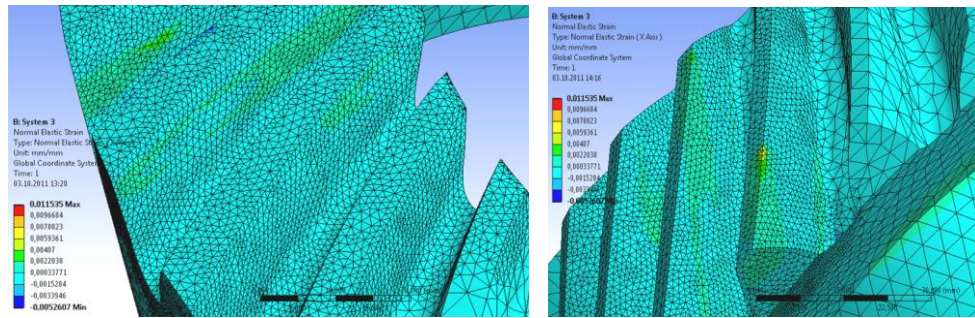 B: System 3
Normal Elastic Strain
Type: Normal Elastic
Unit: mm/mm
Global Coordinate System
Time: 1
03.10.2011 13:20
0,011535 Max
0,0096684
0,0078023
0,0059361
0,00407
0,0022038
0,00033771
-0,0015284
-0,0033946
-0,0052607 Min
B: System 3
Normal Elastic Strain
Type: Normal Elastic Strain ( X Axis )
Unit: mm/mm
Global Coordinate System
Time: 1
03.10.2011 14:16
0,011535 Max
0,0096684
0,0078023
0,0059361
0,00407
0,0022038
0,00033771
-0,0015284
(mm)